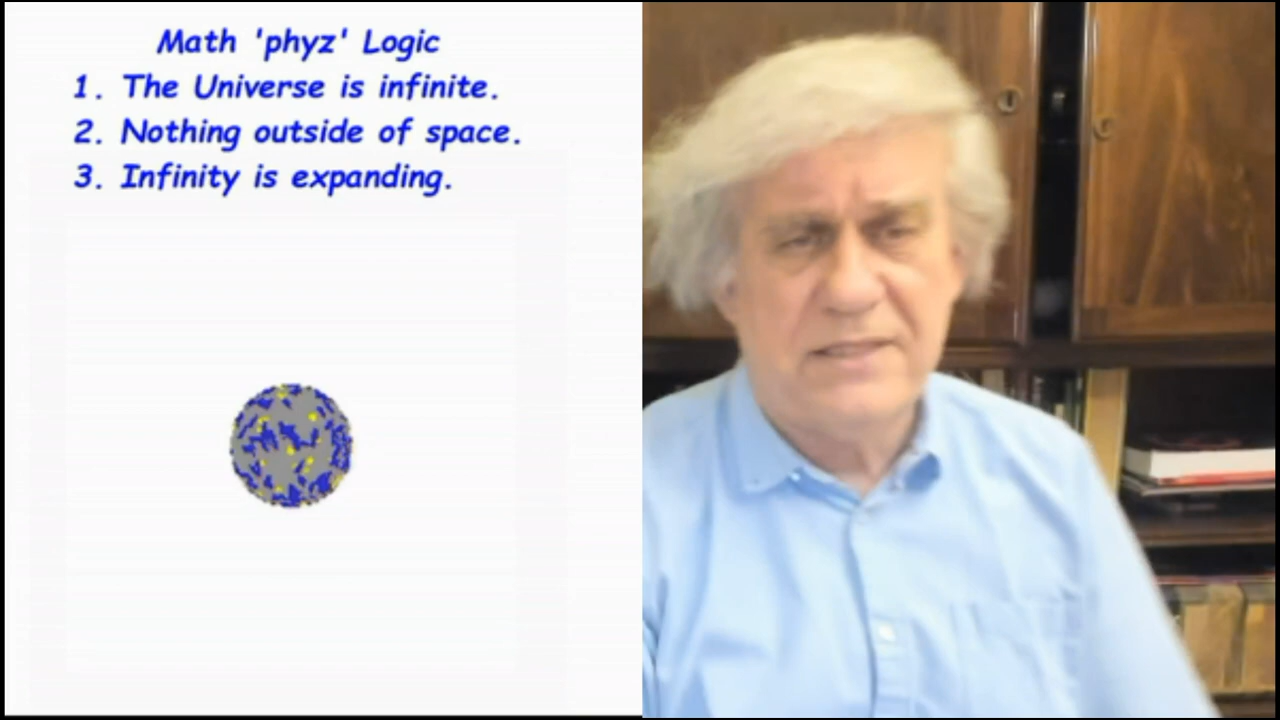 Math 'phyz' Logic
1. The Universe is infinite.
2. Nothing outside of space.
3. Infinity is expanding.